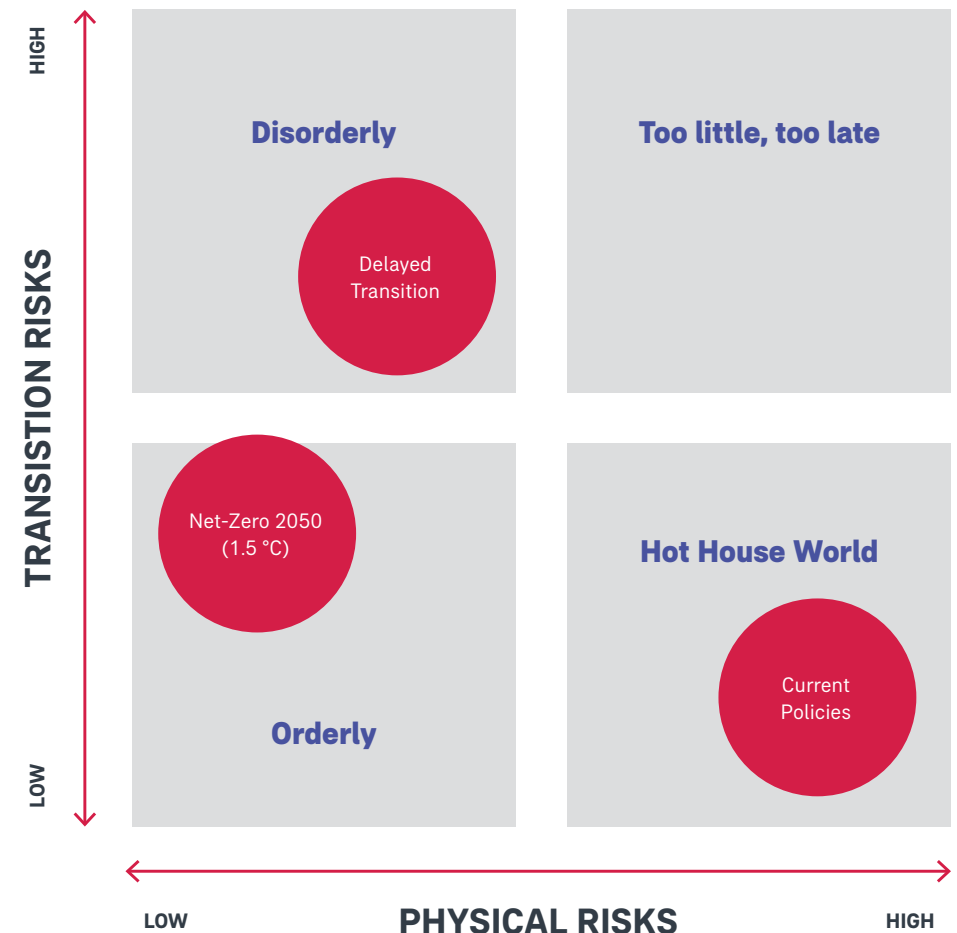 HIGH
TRANSISTION RISKS
LOW
Disorderly
Delayed
Transition
Too little, too late
Net-Zero 2050
(1.5 °C)
Orderly
Hot House World
Current
Policies
LOW
PHYSICAL RISKS
HIGH